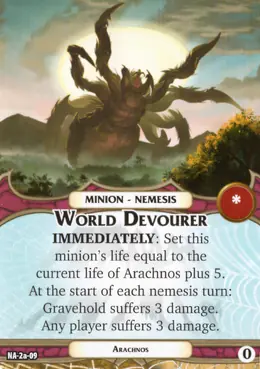 MINION - NEMESIS
*
WORLD DEVOURER
IMMEDIATELY: Set this
minion's life equal to the
current life of Arachnos plus 5.
At the start of each nemesis turn:
Gravehold suffers 3 damage.
Any player suffers 3 damage.
ARACHNOS
NA-2a-09
0